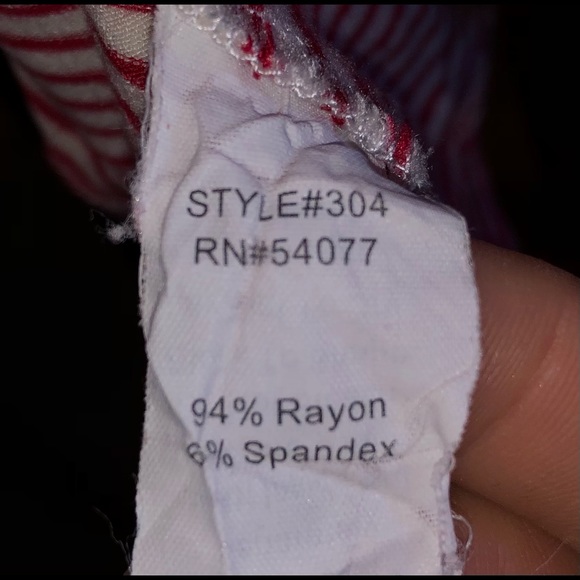 STYLE#304
RN#54077
94% Rayon
6% Spandex